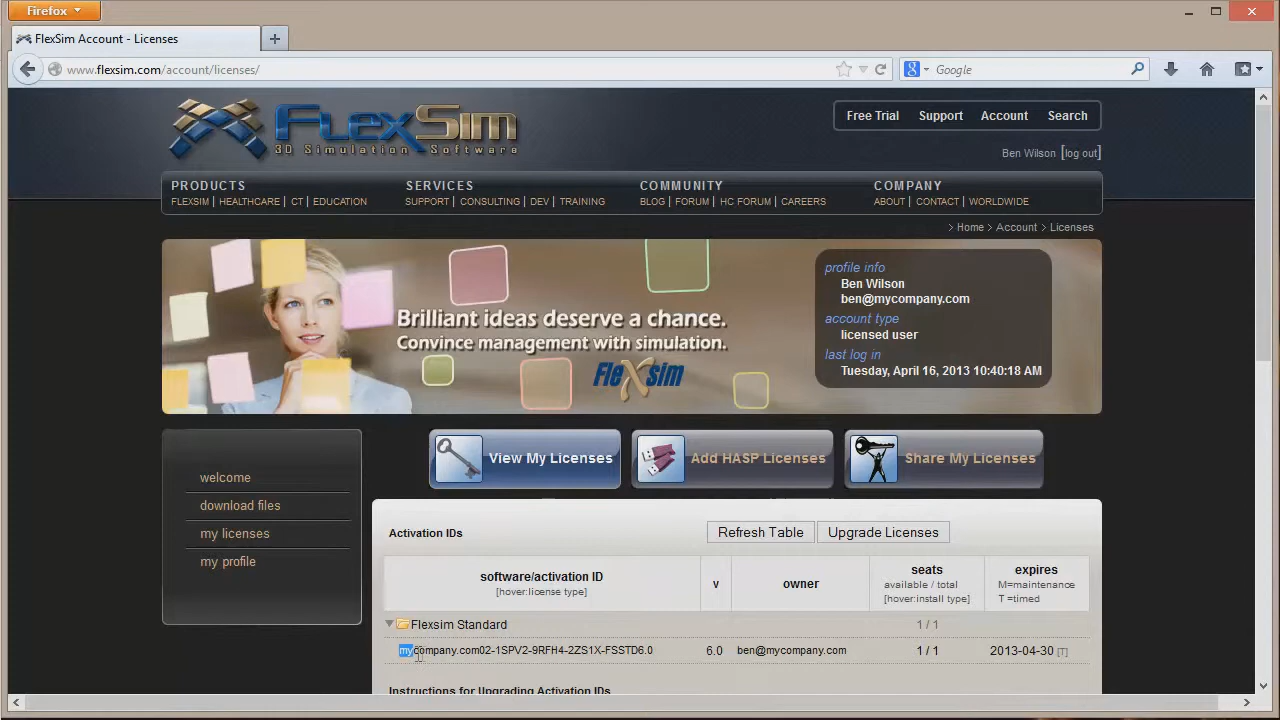 Firefox
FlexSim Account - Licenses
www.flexsim.com/account/licenses/
Google
FLEXSIM
3D Simulation Software
Free Trial Support Account Search
Ben Wilson [log out]
PRODUCTS SERVICES COMMUNITY COMPANY
FLEXSIM | HEALTHCARE | CT | EDUCATION SUPPORT | CONSULTING | DEV | TRAINING BLOG | FORUM | HC FORUM | CAREERS ABOUT | CONTACT | WORLDWIDE
> Home > Account > Licenses
profile info
Ben Wilson
ben@mycompany.com
account type
licensed user
last log in
Tuesday, April 16, 2013 10:40:18 AM
Brilliant ideas deserve a chance.
Convince management with simulation.
FlexSim
View My Licenses Add HASP Licenses Share My Licenses
welcome
download files
my licenses
my profile
Activation IDs Refresh Table Upgrade Licenses
software/activation ID v owner seats expires
[hover:license type] available / total M=maintenance
[hover:install type] T =timed
Flexsim Standard 1 / 1
mycompany.com02-1SPV2-9RFH4-2ZS1X-FSSTD6.0 6.0 ben@mycompany.com 1 / 1 2013-04-30 [T]
Instructions for Upgrading Activation IDs